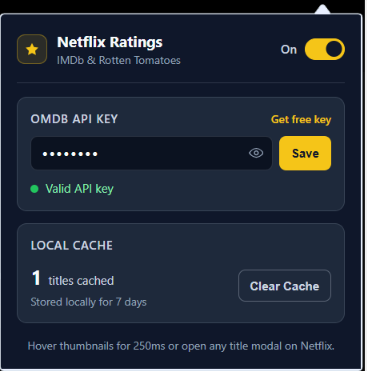 Netflix Ratings
IMDb & Rotten Tomatoes
On
OMDB API KEY
Get free key
••••••••
Save
Valid API key
LOCAL CACHE
1 titles cached
Stored locally for 7 days
Clear Cache
Hover thumbnails for 250ms or open any title modal on Netflix.